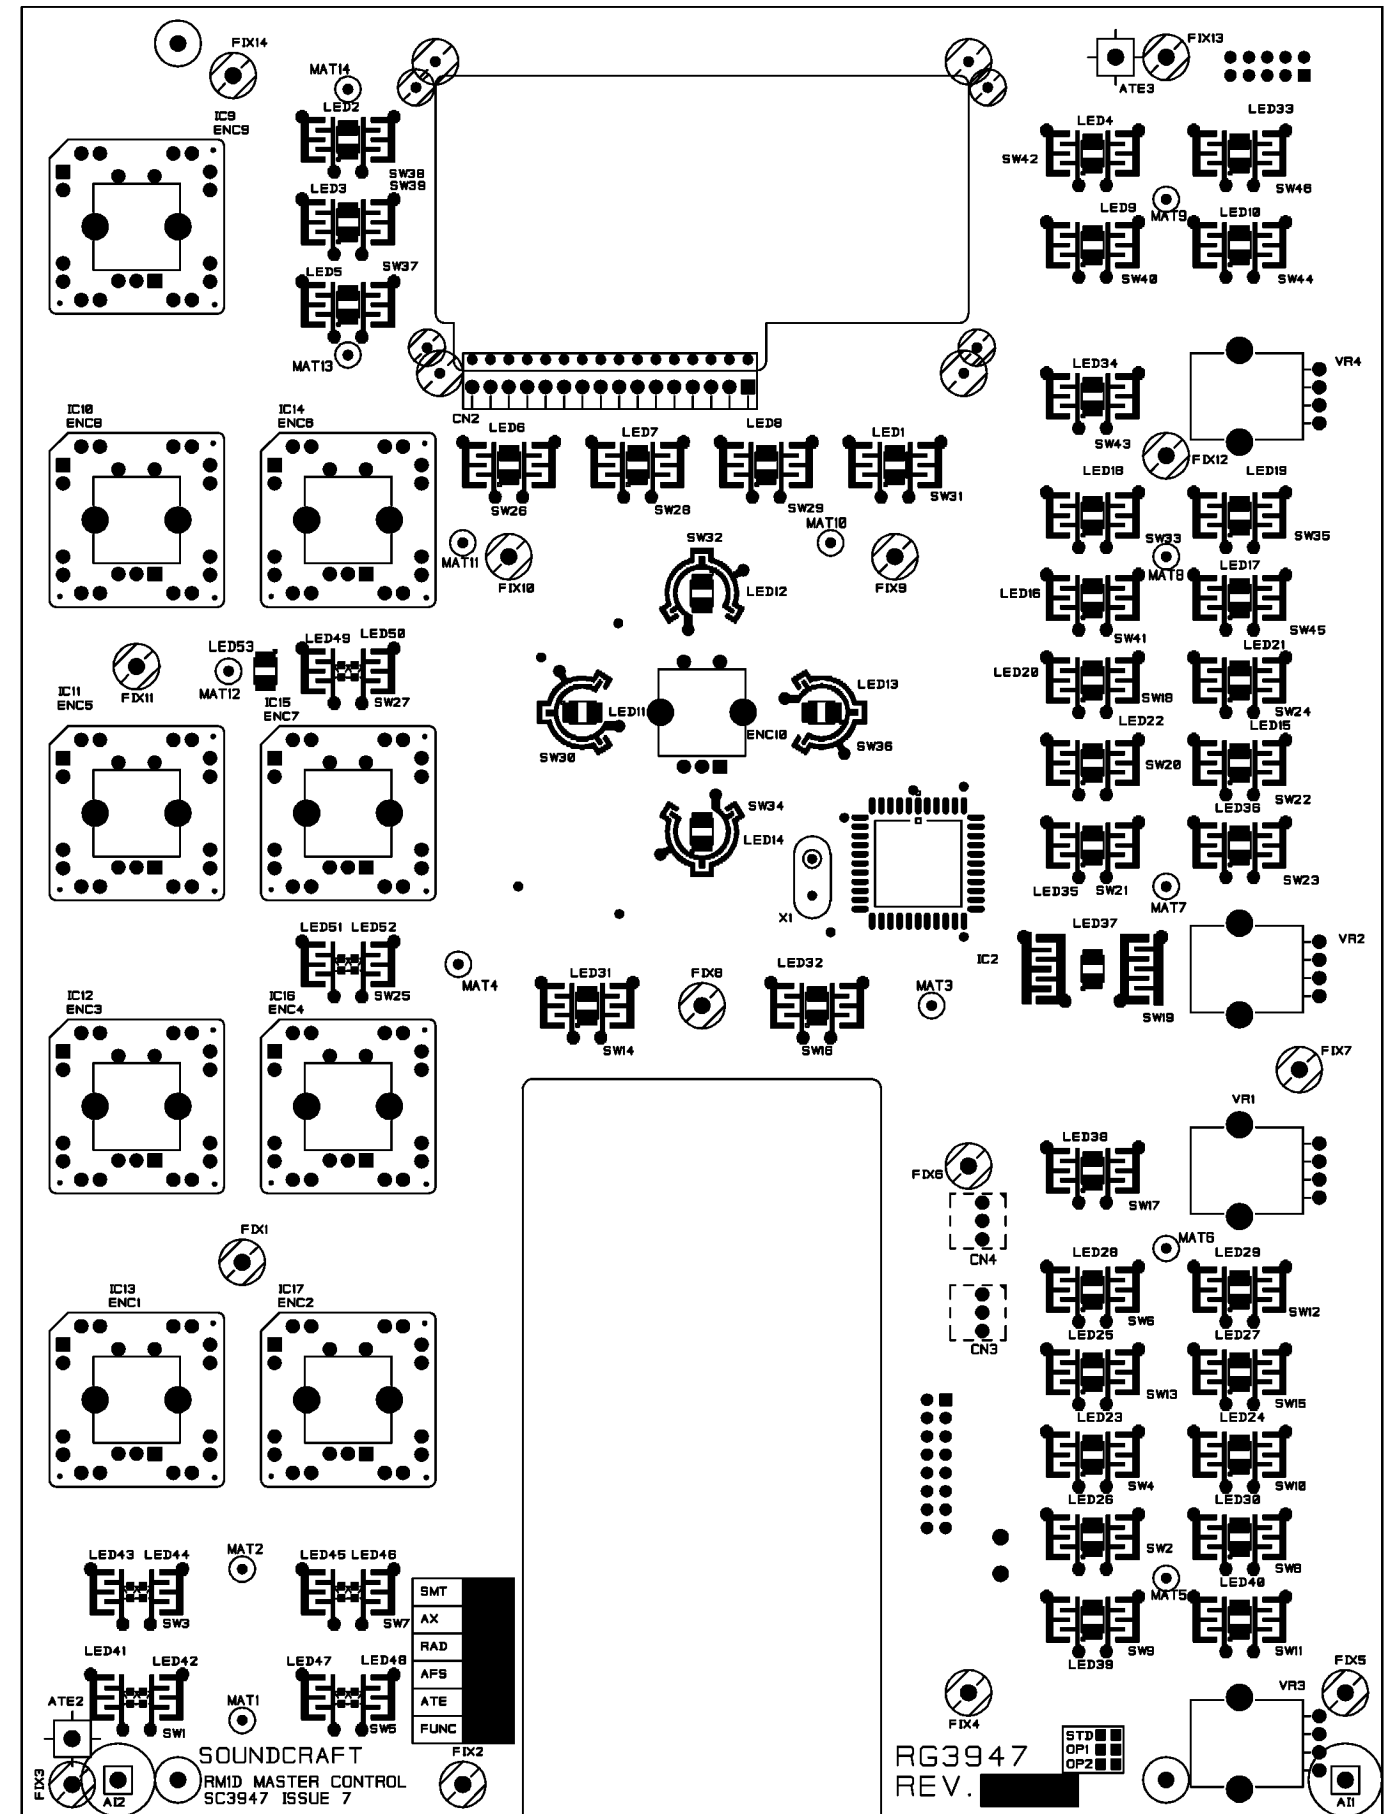 FIX14
MAT14
LED2
IC9
ENC9
SW38
SW39
LED3
SW37
LED5
MAT13
FIX13
ATE3
LED33
LED4
SW42
SW46
LED9
MAT9
LED10
SW40
SW44
LED34
VR4
SW43
FIX12
IC10
ENC8
IC14
ENC6
CN2
LED6
LED7
LED8
LED1
SW26
SW28
SW29
SW31
LED18
LED19
MAT11
FIX10
MAT10
FIX9
SW32
LED12
SW33
MAT8
SW35
LED17
LED16
SW41
SW45
LED53
LED49
LED50
FIX11
MAT12
SW27
IC11
ENC5
IC15
ENC7
LED11
SW30
ENC10
LED13
SW36
LED20
LED21
SW18
SW24
LED22
LED15
SW20
SW22
SW34
LED14
X1
LED36
LED35
SW21
SW23
MAT7
LED51 LED52
SW25
MAT4
LED31
FIX8
LED32
MAT3
IC2
LED37
VR2
SW19
SW14
SW16
IC12
ENC3
IC16
ENC4
FIX7
VR1
LED38
FIX6
SW17
CN4
MAT6
FIX1
LED28
LED29
SW6
SW12
CN3
IC13
ENC1
IC17
ENC2
LED25
LED27
SW13
SW15
LED23
LED24
SW4
SW10
LED26
LED30
SW2
SW8
MAT5
LED40
SW9
SW11
LED39
LED43 LED44
MAT2
LED45 LED46
SW3
SW7
LED41
LED42
LED47
LED48
ATE2
MAT1
SW1
SW5
SMT
AX
RAD
AFS
ATE
FUNC
FIX2
FIX3
AI2
SOUNDCRAFT
RM1D MASTER CONTROL
SC3947 ISSUE 7
FIX4
RG3947
REV.
STD
OP1
OP2
VR3
FIX5
AI1